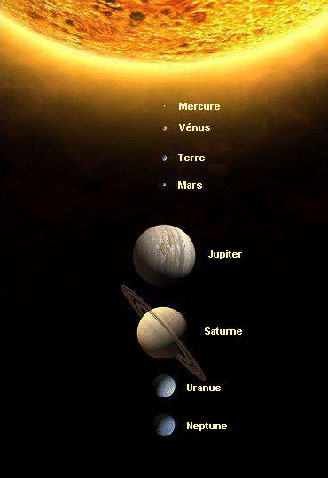 Mercure
Vénus
Terre
Mars
Jupiter
Saturne
Uranus
Neptune